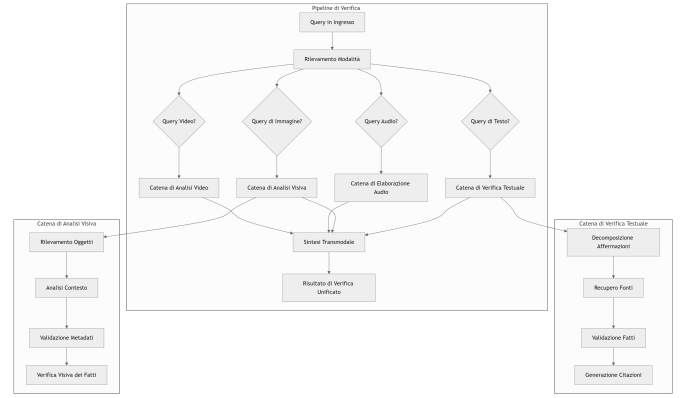 Pipeline di Verifica
Query in ingresso
Rilevamento Modalità
Query Video?
Query di Immagine?
Query Audio?
Query di Testo?
Catena di Analisi Video
Catena di Analisi Visiva
Catena di Elaborazione
Audio
Catena di Verifica Testuale
Sintesi Transmodale
Risultato di Verifica
Unificato
Catena di Analisi Visiva
Rilevamento Oggetti
Analisi Contesto
Validazione Metadati
Verifica Visiva dei Fatti
Catena di Verifica Testuale
Decomposizione
Affermazioni
Recupero Fonti
Validazione Fatti
Generazione Citazioni